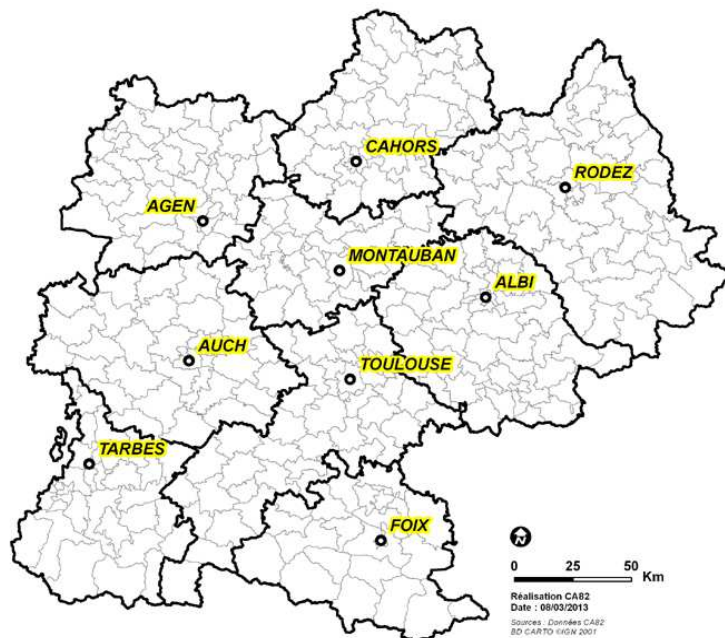 CAHORS
RODEZ
AGEN
MONTAUBAN
ALBI
AUCH
TOULOUSE
TARBES
FOIX
0 25 50 Km
Réalisation CA82
Date : 08/03/2013
Sources : Données CA82
BD CARTO ©IGN 2001